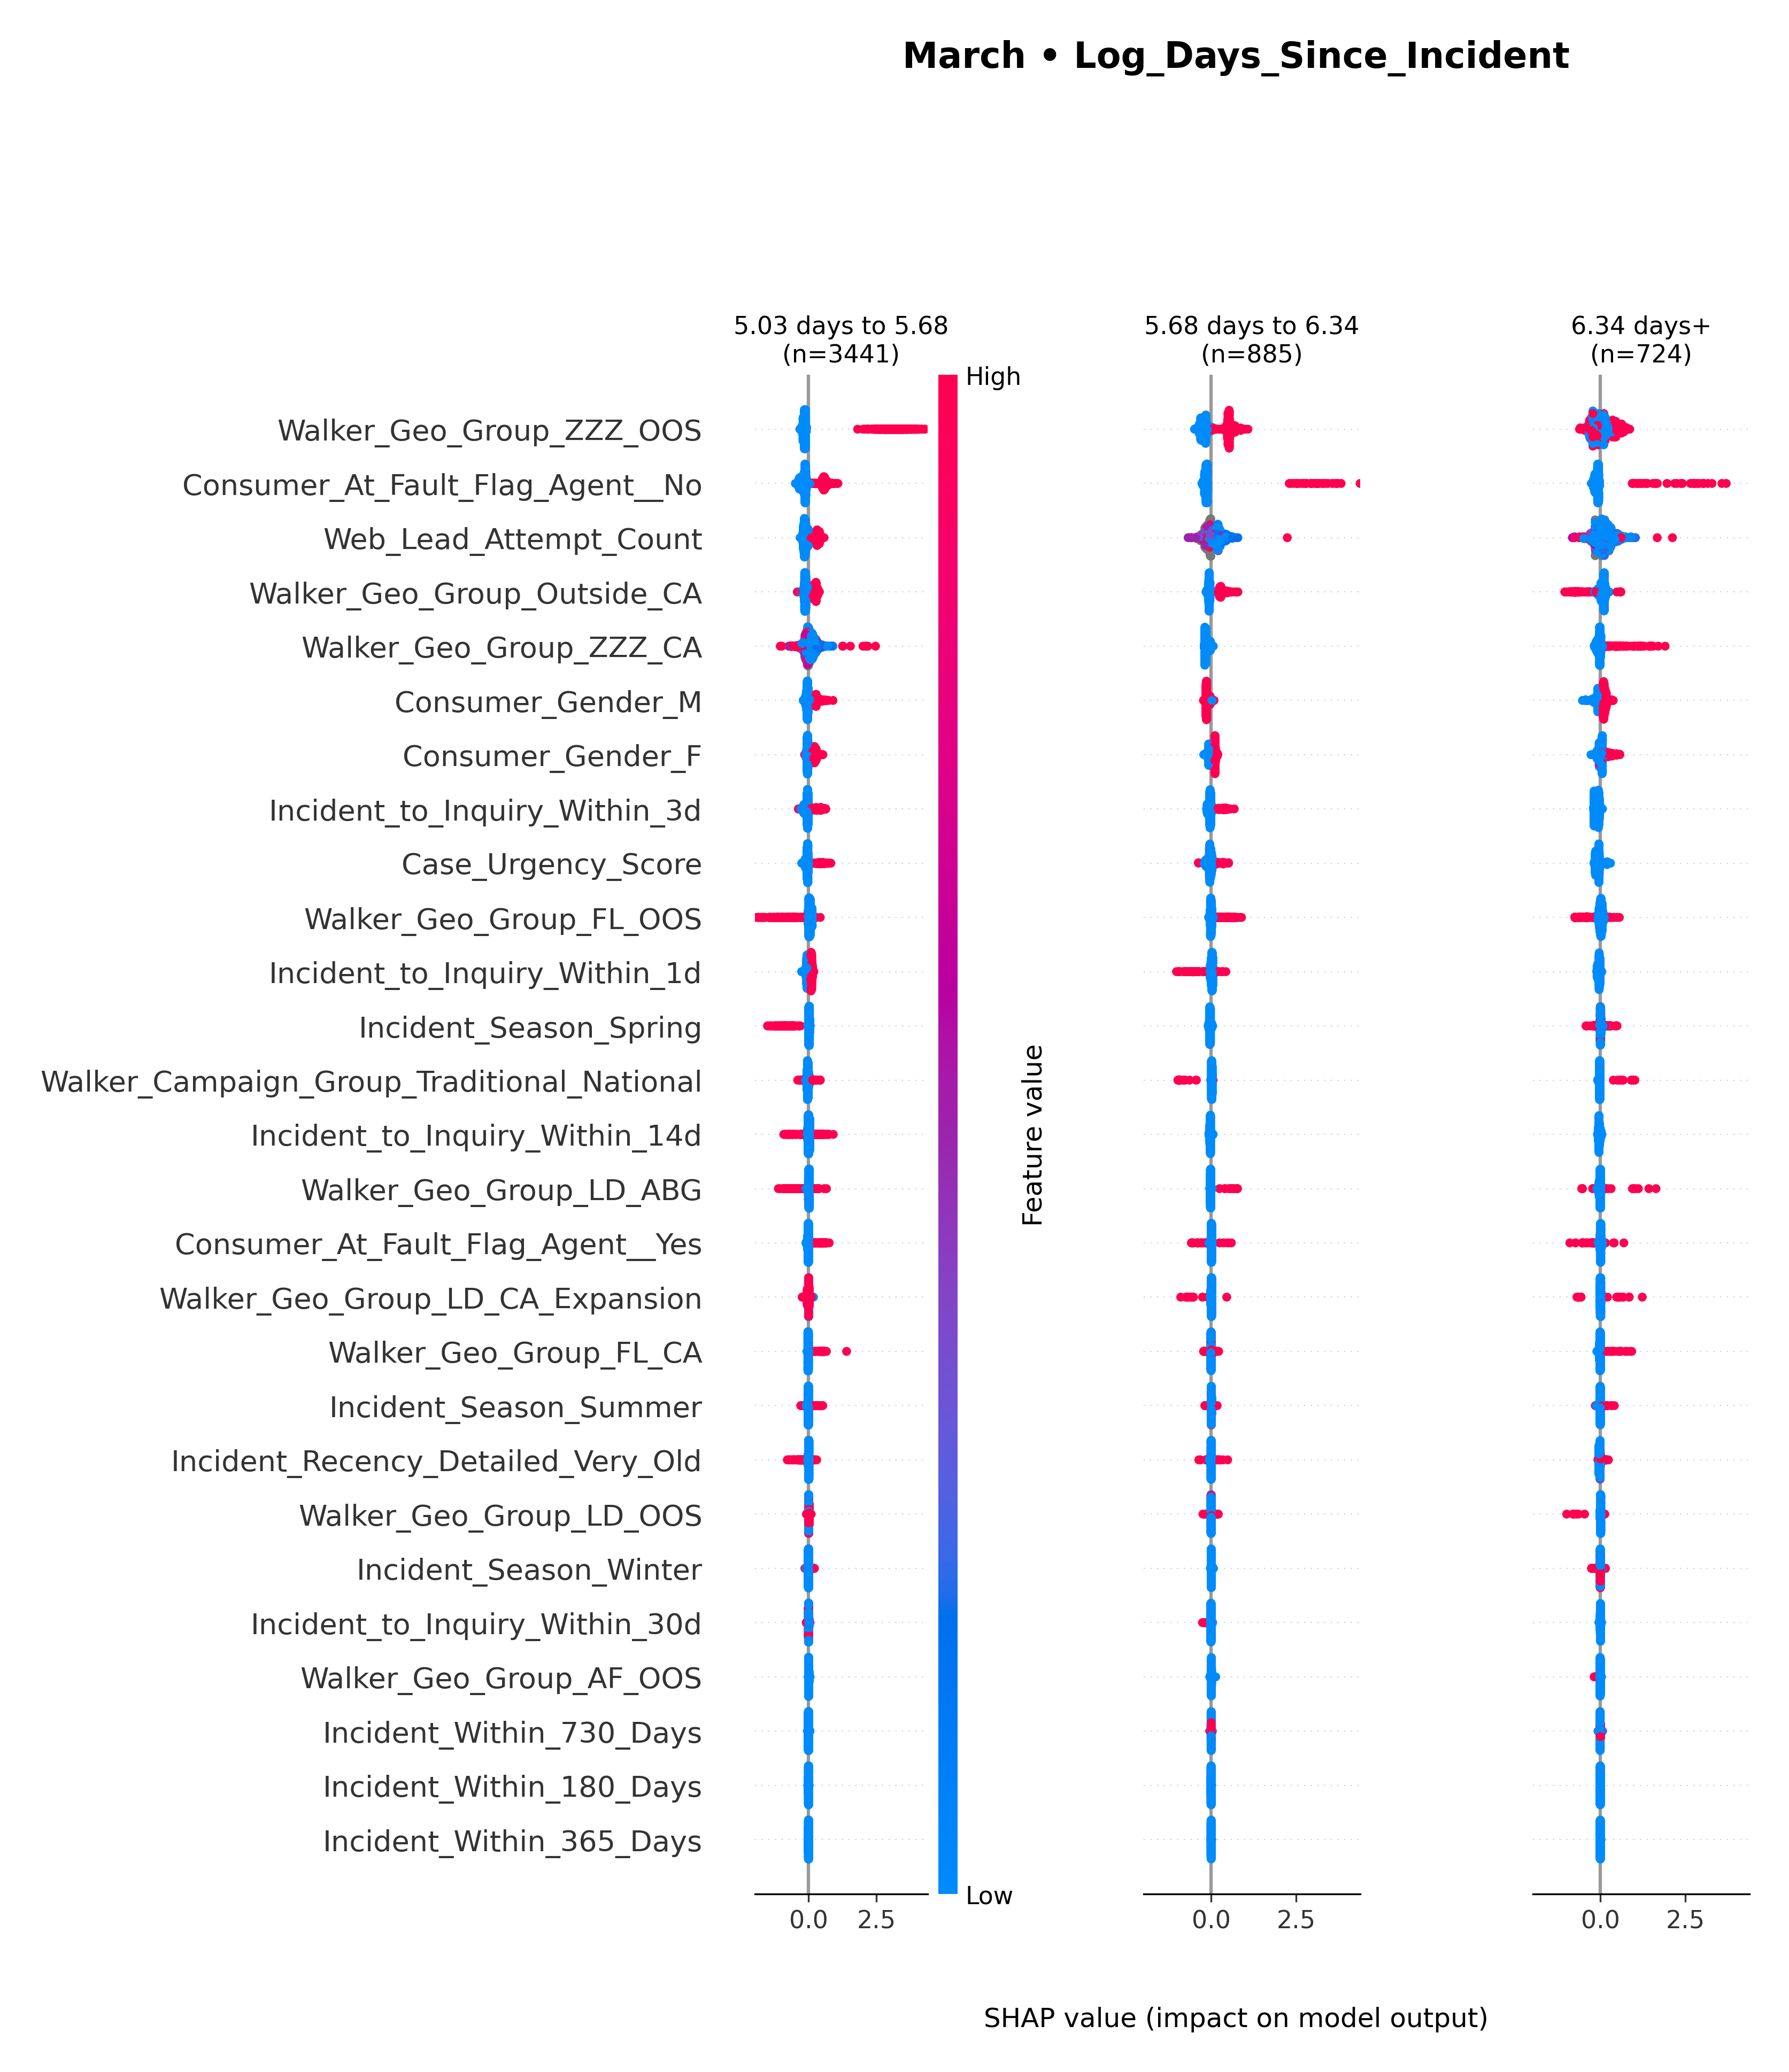 March • Log_Days_Since_Incident
5.03 days to 5.68
(n=3441)
5.68 days to 6.34
(n=885)
6.34 days+
(n=724)
High
Walker_Geo_Group_ZZZ_OOS
Consumer_At_Fault_Flag_Agent__No
Web_Lead_Attempt_Count
Walker_Geo_Group_Outside_CA
Walker_Geo_Group_ZZZ_CA
Consumer_Gender_M
Consumer_Gender_F
Incident_to_Inquiry_Within_3d
Case_Urgency_Score
Walker_Geo_Group_FL_OOS
Incident_to_Inquiry_Within_1d
Incident_Season_Spring
Walker_Campaign_Group_Traditional_National
Incident_to_Inquiry_Within_14d
Walker_Geo_Group_LD_ABG
Consumer_At_Fault_Flag_Agent__Yes
Walker_Geo_Group_LD_CA_Expansion
Walker_Geo_Group_FL_CA
Incident_Season_Summer
Incident_Recency_Detailed_Very_Old
Walker_Geo_Group_LD_OOS
Incident_Season_Winter
Incident_to_Inquiry_Within_30d
Walker_Geo_Group_AF_OOS
Incident_Within_730_Days
Incident_Within_180_Days
Incident_Within_365_Days
Feature value
Low
0.0 2.5
0.0 2.5
0.0 2.5
SHAP value (impact on model output)